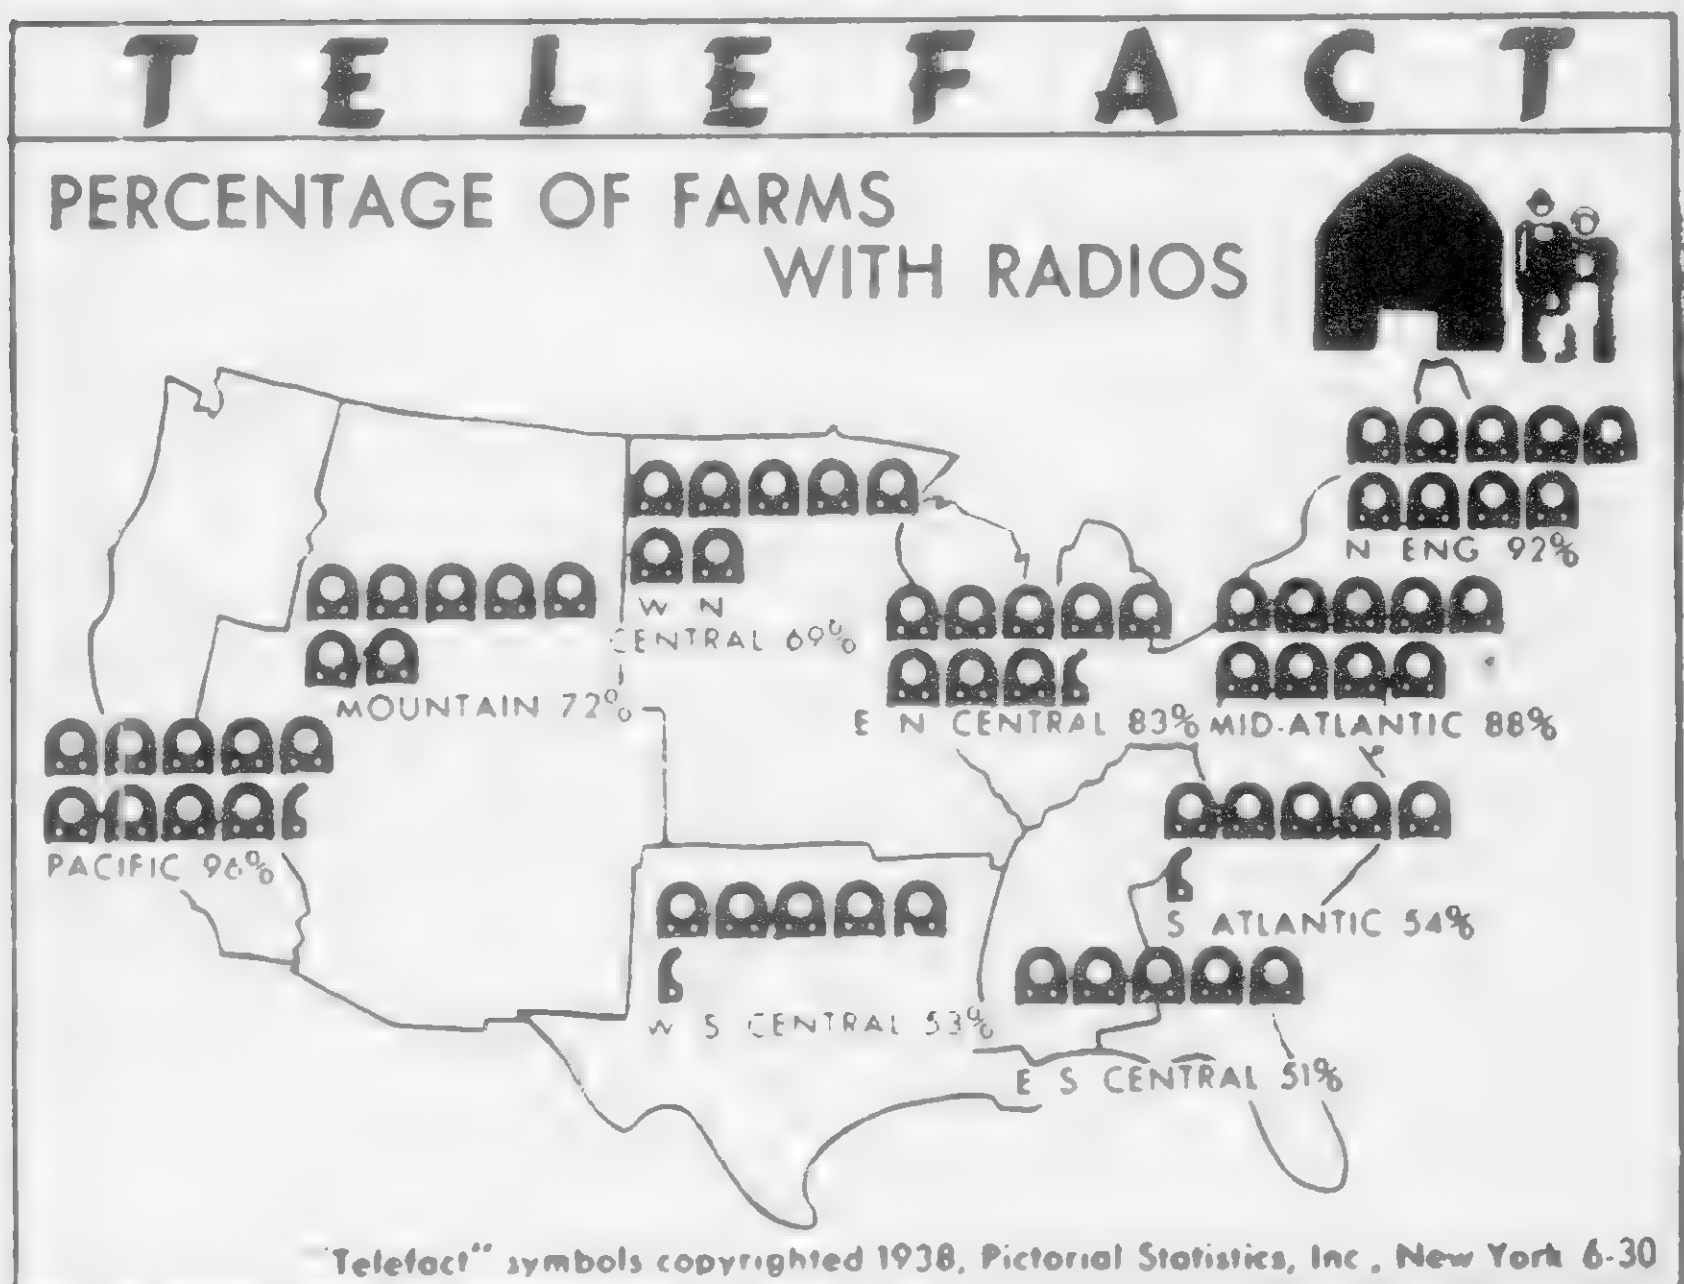 TELEFACT
PERCENTAGE OF FARMS
WITH RADIOS
N ENG 92%
W N
CENTRAL 69%
MOUNTAIN 72%
E N CENTRAL 83%
MID-ATLANTIC 88%
PACIFIC 96%
S ATLANTIC 54%
W S CENTRAL 53%
E S CENTRAL 51%
"Telefact" symbols copyrighted 1938, Pictorial Statistics, Inc., New York 6-30